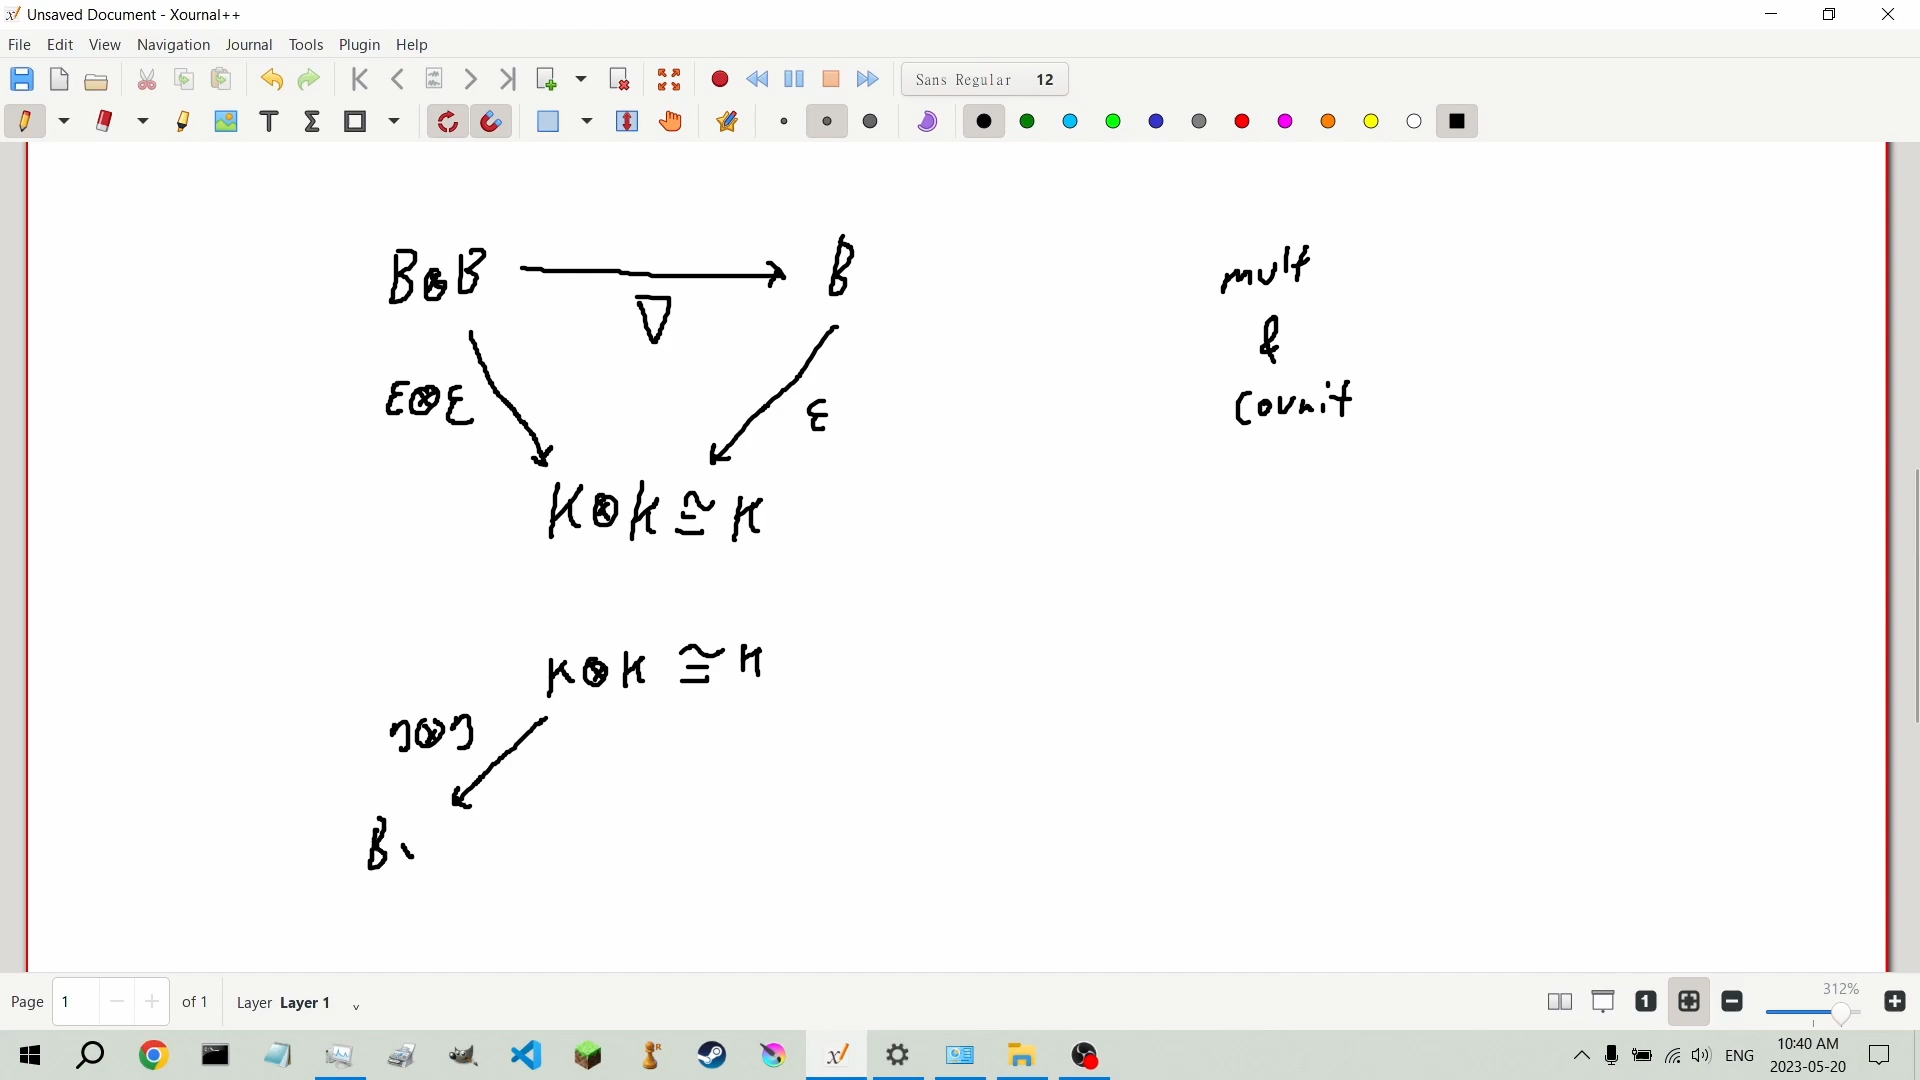 Unsaved Document - Xournal++
File Edit View Navigation Journal Tools Plugin Help
Sans Regular 12
B⊗B B mult
∇ &
ε⊗ε ε counit
K⊗K ≅ K
K⊗K ≅ K
η⊗η
B
Page 1 of 1 Layer Layer 1 312%
ENG 10:40 AM
2023-05-20